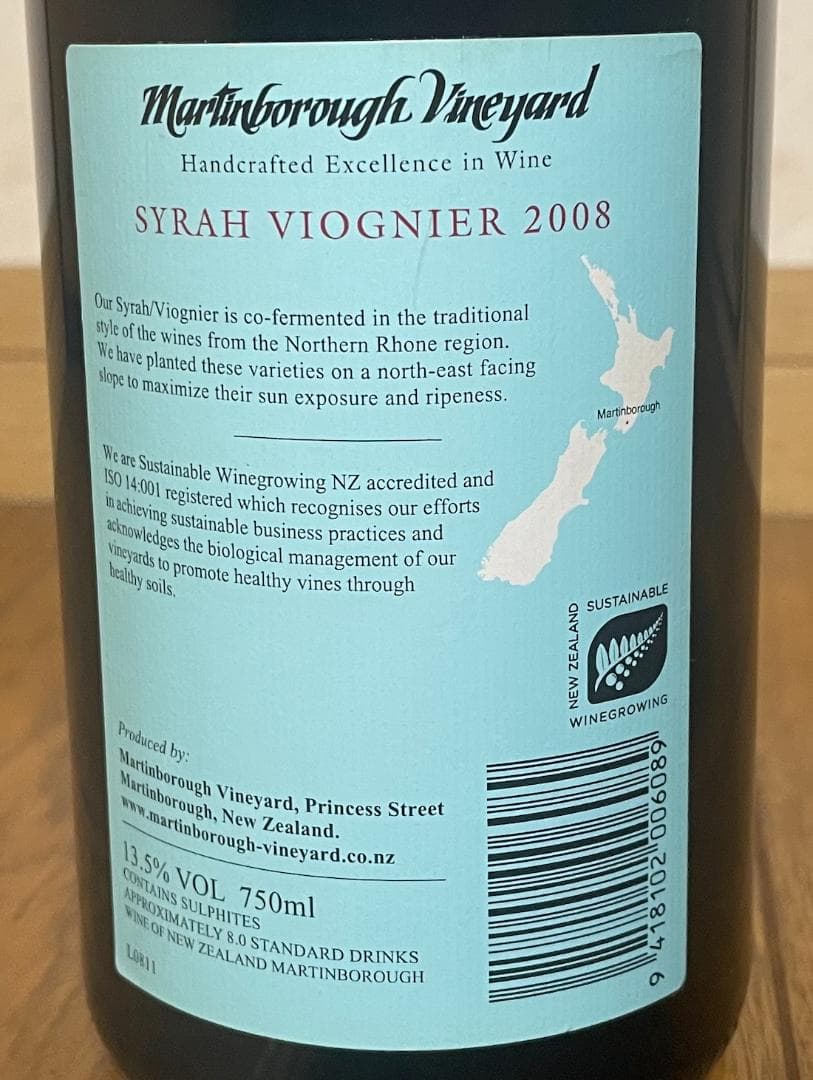 Martinborough Vineyard
Handcrafted Excellence in Wine
SYRAH VIOGNIER 2008
Our Syrah/Viognier is co-fermented in the traditional
style of the wines from the Northern Rhone region.
We have planted these varieties on a north-east facing
slope to maximize their sun exposure and ripeness.
Martinborough
We are Sustainable Winegrowing NZ accredited and
ISO 14:001 registered which recognises our efforts
in achieving sustainable business practices and
acknowledges the biological management of our
vineyards to promote healthy vines through
healthy soils.
NEW ZEALAND
SUSTAINABLE
WINEGROWING
Produced by:
Martinborough Vineyard, Princess Street
Martinborough, New Zealand.
www.martinborough-vineyard.co.nz
13.5% VOL 750ml
CONTAINS SULPHITES
APPROXIMATELY 8.0 STANDARD DRINKS
WINE OF NEW ZEALAND MARTINBOROUGH
L0811
9 418102 006089